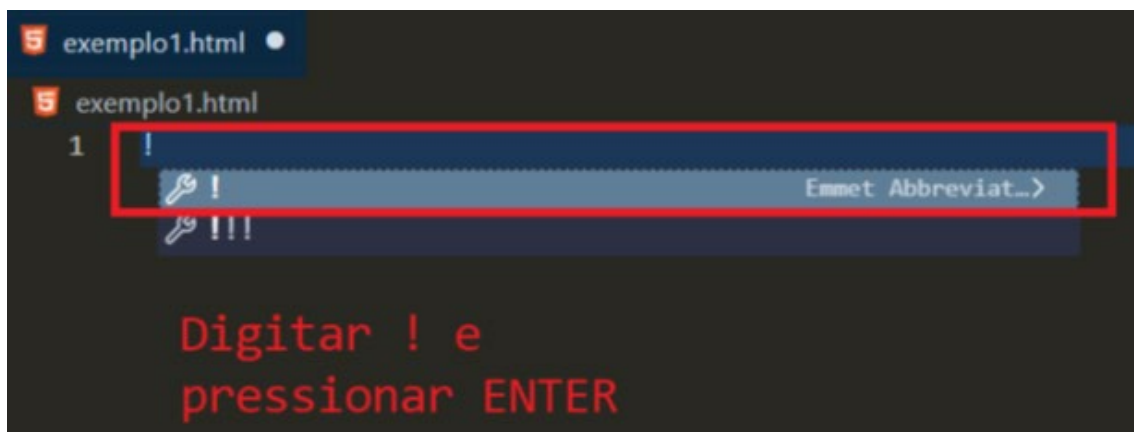 exemplo1.html
exemplo1.html
1 !
! Emmet Abbreviat…>
!!!
Digitar ! e
pressionar ENTER